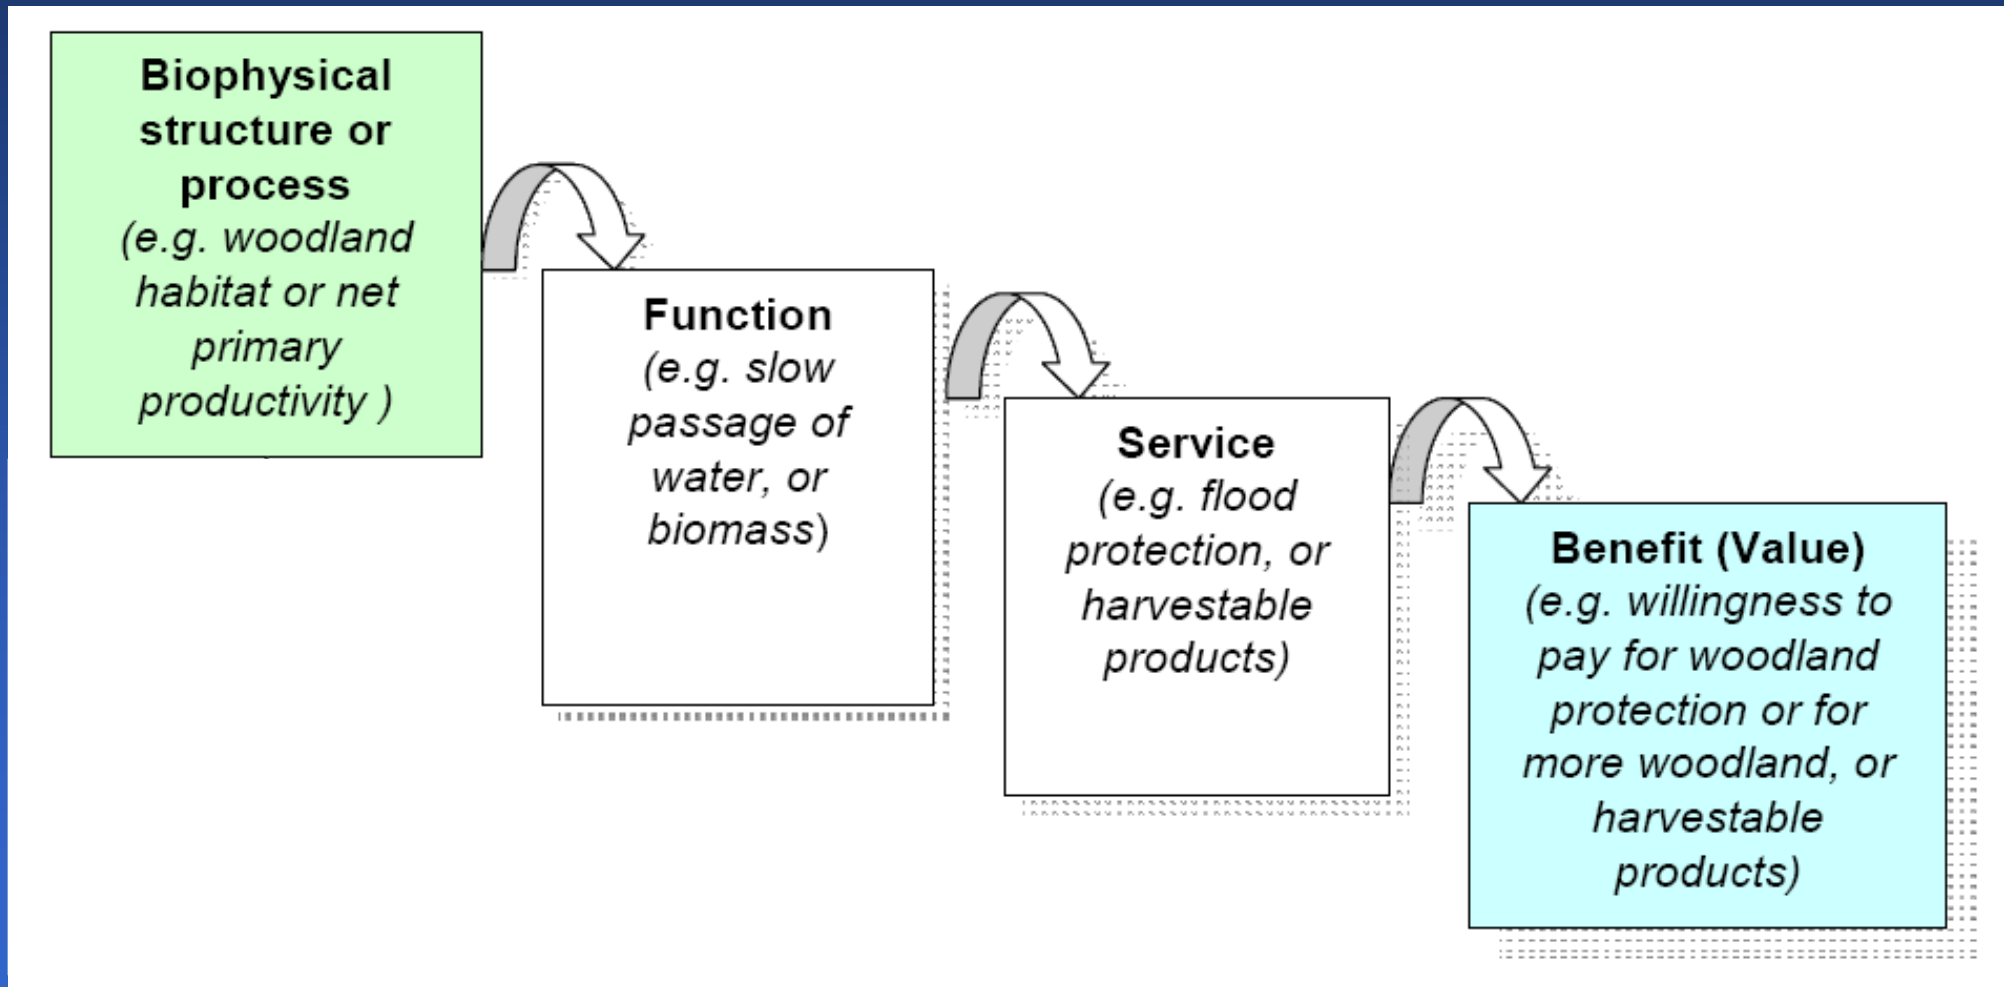 Biophysical
structure or
process
(e.g. woodland
habitat or net
primary
productivity )
Function
(e.g. slow
passage of
water, or
biomass)
Service
(e.g. flood
protection, or
harvestable
products)
Benefit (Value)
(e.g. willingness to
pay for woodland
protection or for
more woodland, or
harvestable
products)